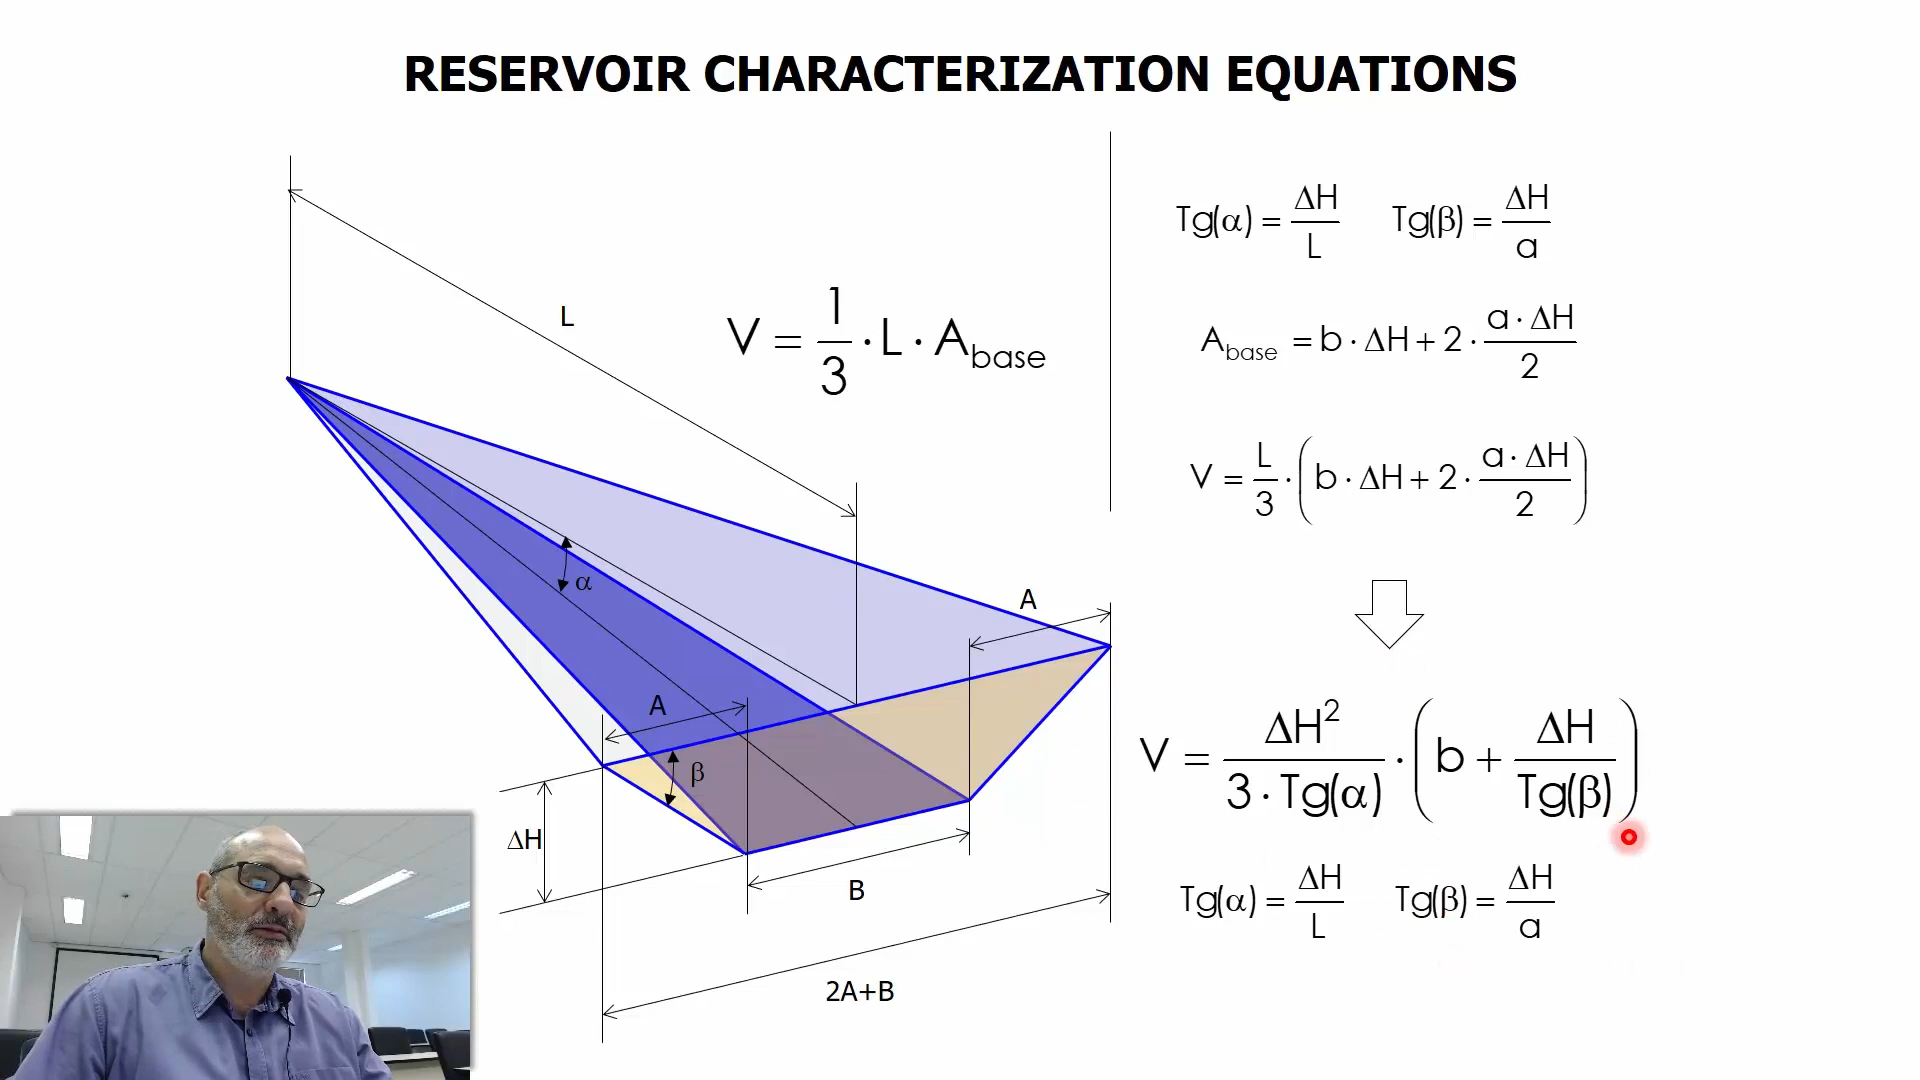 RESERVOIR CHARACTERIZATION EQUATIONS
L
V = 1/3 · L · A_base
α
A
A
β
ΔH
B
2A+B
Tg(α) = ΔH/L Tg(β) = ΔH/a
A_base = b · ΔH + 2 · a · ΔH/2
V = L/3 · (b · ΔH + 2 · a · ΔH/2)
V = ΔH²/3 · Tg(α) · (b + ΔH/Tg(β))
Tg(α) = ΔH/L Tg(β) = ΔH/a